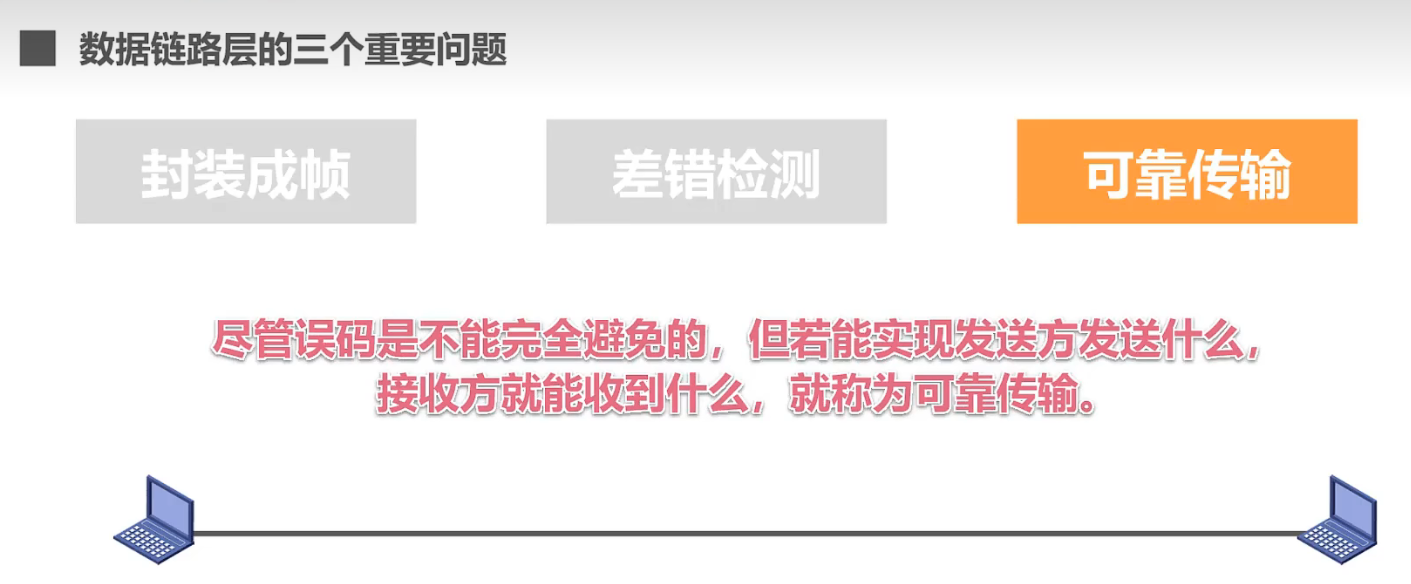 数据链路层的三个重要问题
封装成帧
差错检测
可靠传输
尽管误码是不能完全避免的，但若能实现发送方发送什么，
接收方就能收到什么，就称为可靠传输。